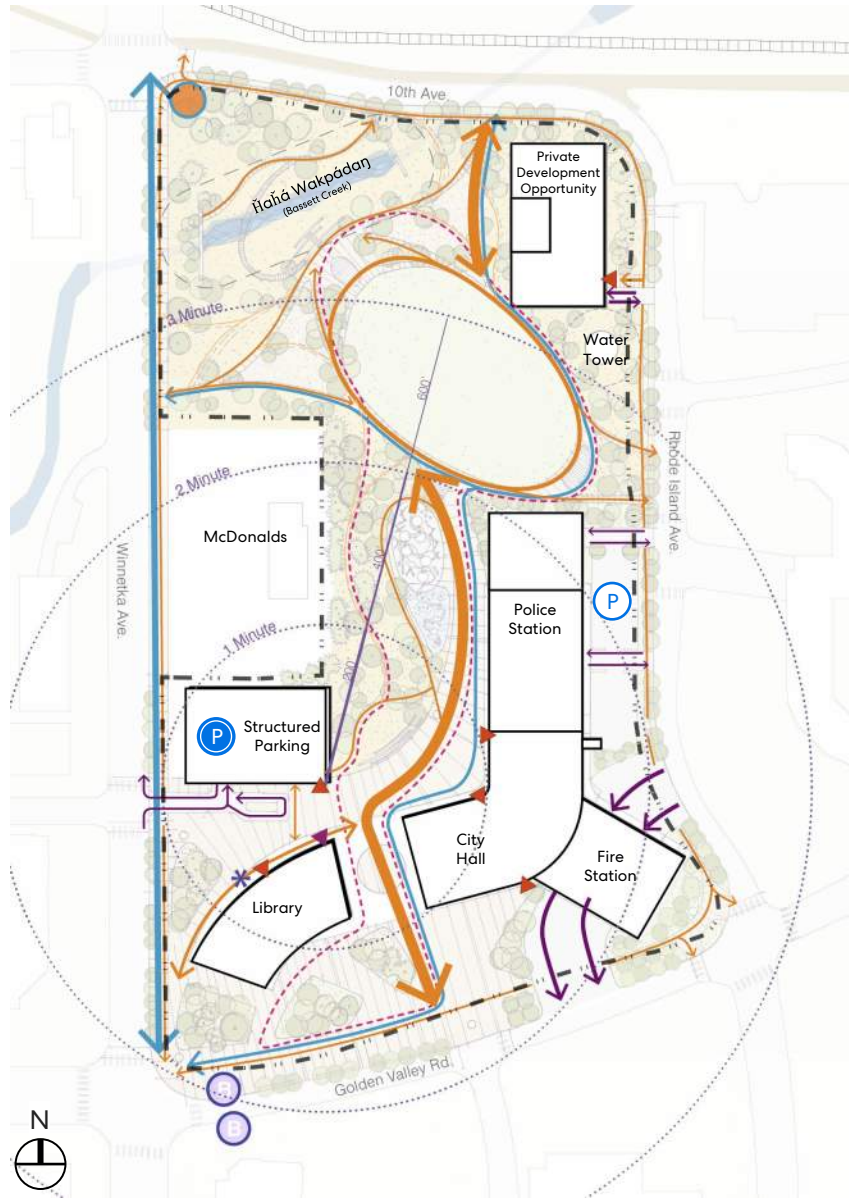 10th Ave.
Private
Development
Opportunity
Ȟaȟá Wakpádaŋ
(Bassett Creek)
3 Minute
Water
Tower
600'
Rhode Island Ave.
2 Minute
McDonalds
400'
Winnetka Ave.
P
Police
Station
1 Minute
200'
P
Structured
Parking
City
Hall
Fire
Station
Library
Golden Valley Rd.
B
B
N